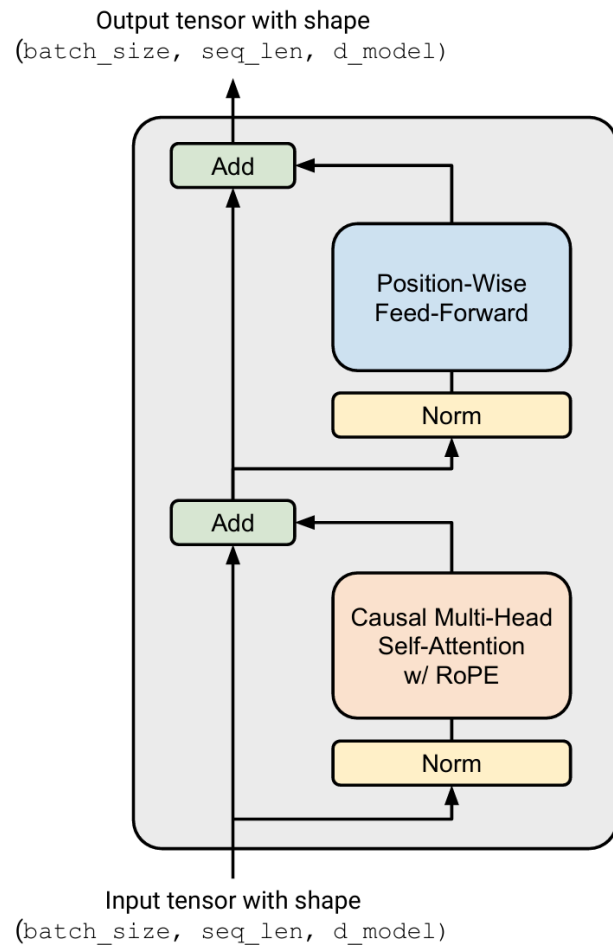 Output tensor with shape
(batch_size, seq_len, d_model)
Add
Position-Wise
Feed-Forward
Norm
Add
Causal Multi-Head
Self-Attention
w/ RoPE
Norm
Input tensor with shape
(batch_size, seq_len, d_model)